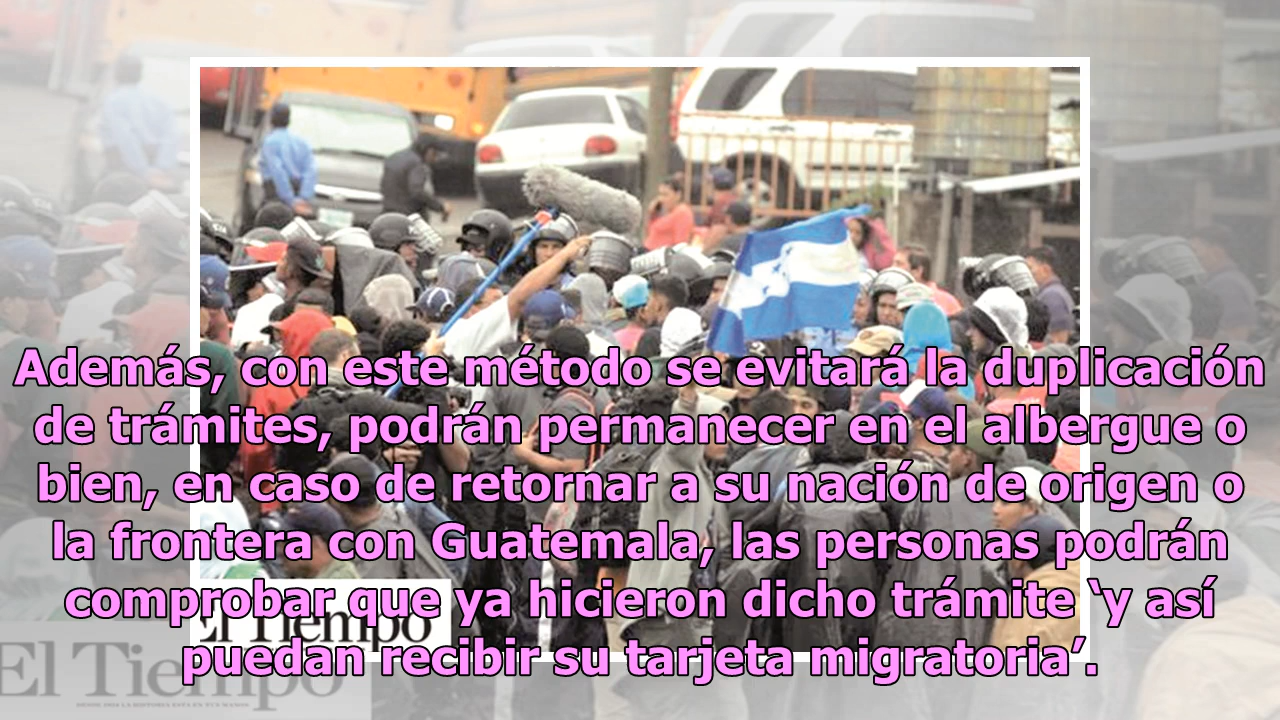 Además, con este método se evitará la duplicación
de trámites, podrán permanecer en el albergue o
bien, en caso de retornar a su nación de origen o
la frontera con Guatemala, las personas podrán
comprobar que ya hicieron dicho trámite ‘y así
puedan recibir su tarjeta migratoria’.
El Tiempo
El Tiempo